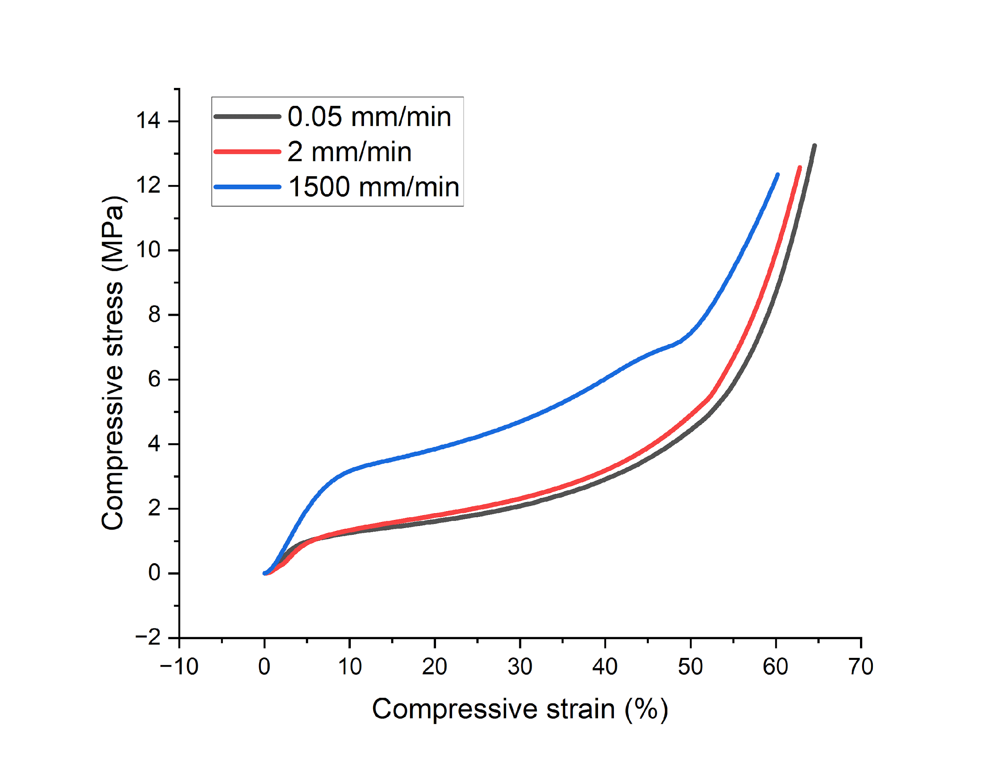 0.05 mm/min
2 mm/min
1500 mm/min
Compressive stress (MPa)
14
12
10
8
6
4
2
0
−2
−10 0 10 20 30 40 50 60 70
Compressive strain (%)